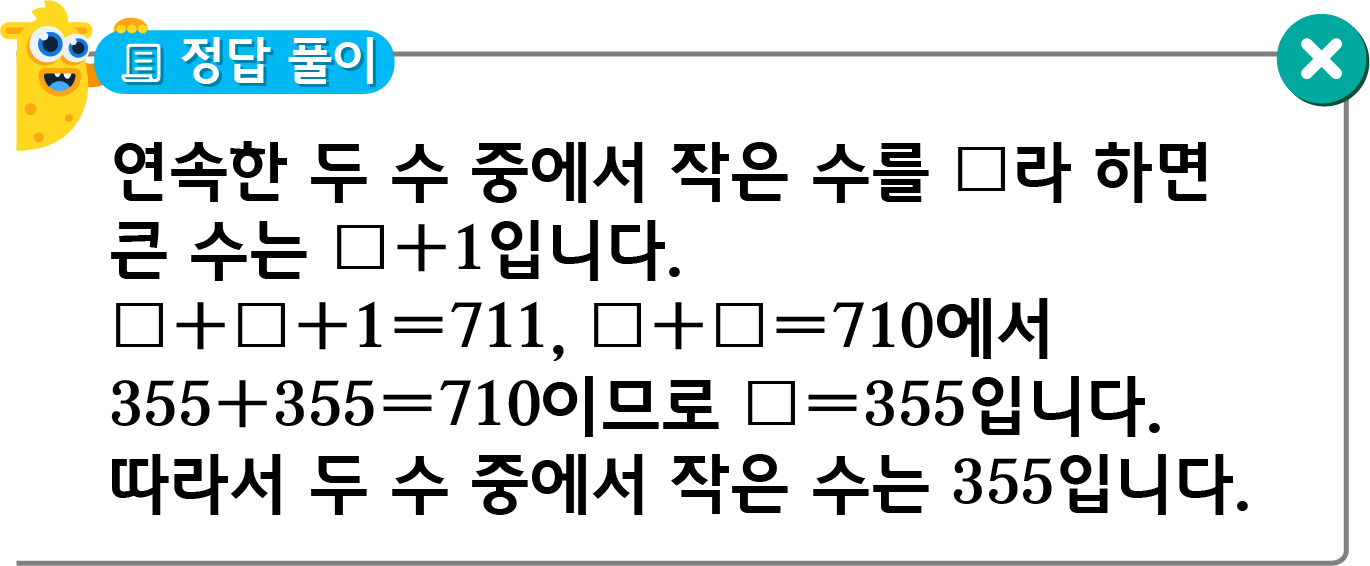 정답 풀이
연속한 두 수 중에서 작은 수를 □라 하면
큰 수는 □+1입니다.
□+□+1=711, □+□=710에서
355+355=710이므로 □=355입니다.
따라서 두 수 중에서 작은 수는 355입니다.